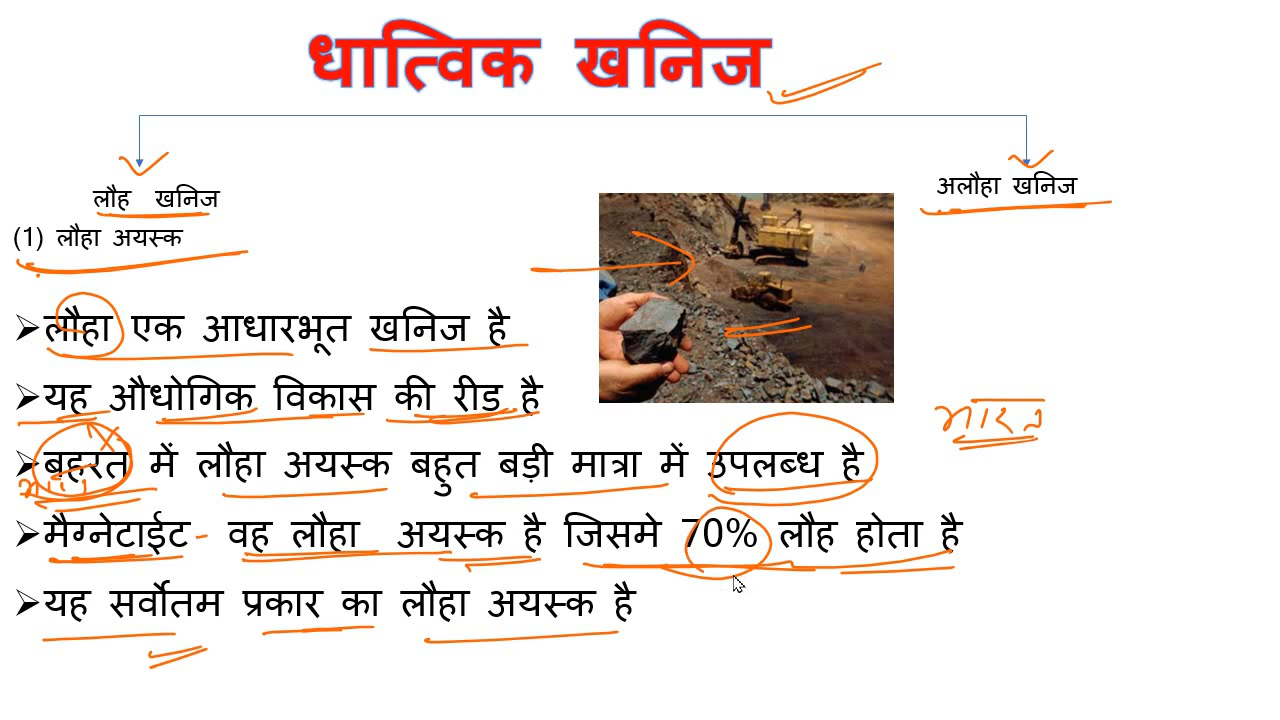 धात्विक खनिज
लौह खनिज
अलौहा खनिज
(1) लौहा अयस्क
➢लौहा एक आधारभूत खनिज है
➢यह औधोगिक विकास की रीड है
भारत
➢बहरत में लौहा अयस्क बहुत बड़ी मात्रा में उपलब्ध है
भारत
➢मैग्नेटाईट - वह लौहा अयस्क है जिसमे 70% लौह होता है
➢यह सर्वोतम प्रकार का लौहा अयस्क है